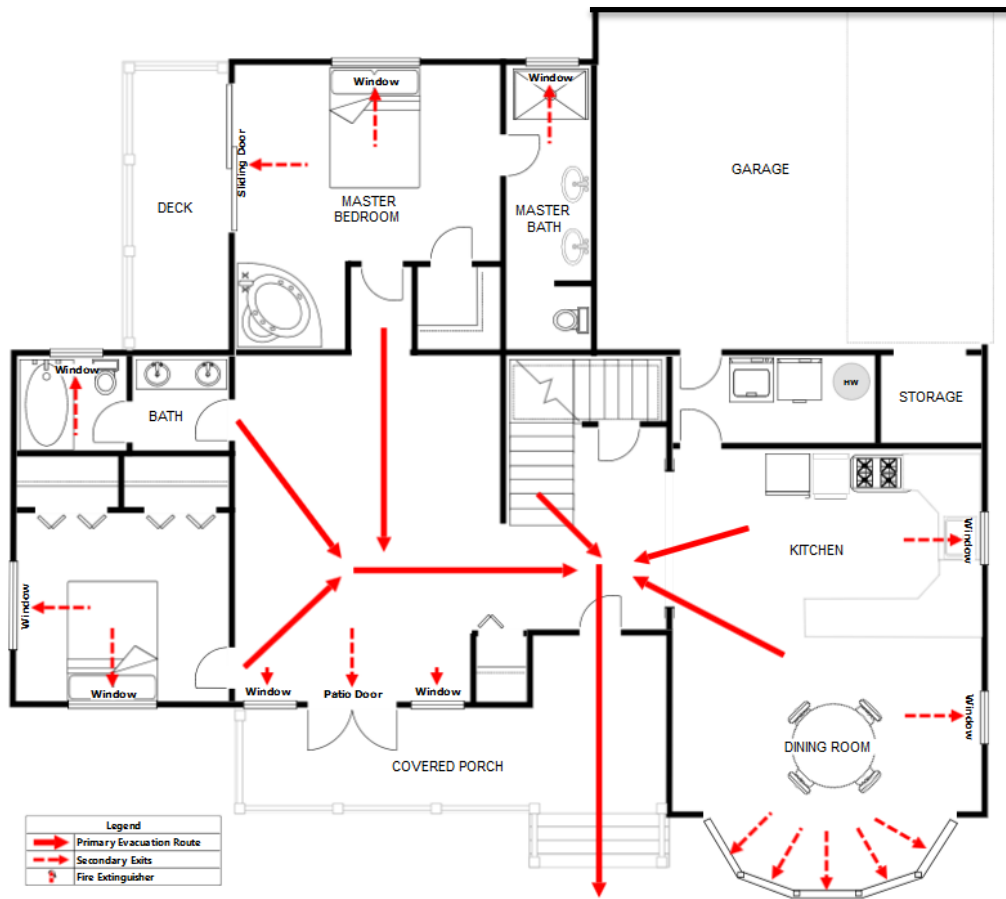 Window
Window
Sliding Door
GARAGE
DECK
MASTER
BEDROOM
MASTER
BATH
Window
BATH
HW
STORAGE
Window
KITCHEN
Window
Window
Window
Patio Door
Window
Window
DINING ROOM
COVERED PORCH
Legend
Primary Evacuation Route
Secondary Exits
Fire Extinguisher